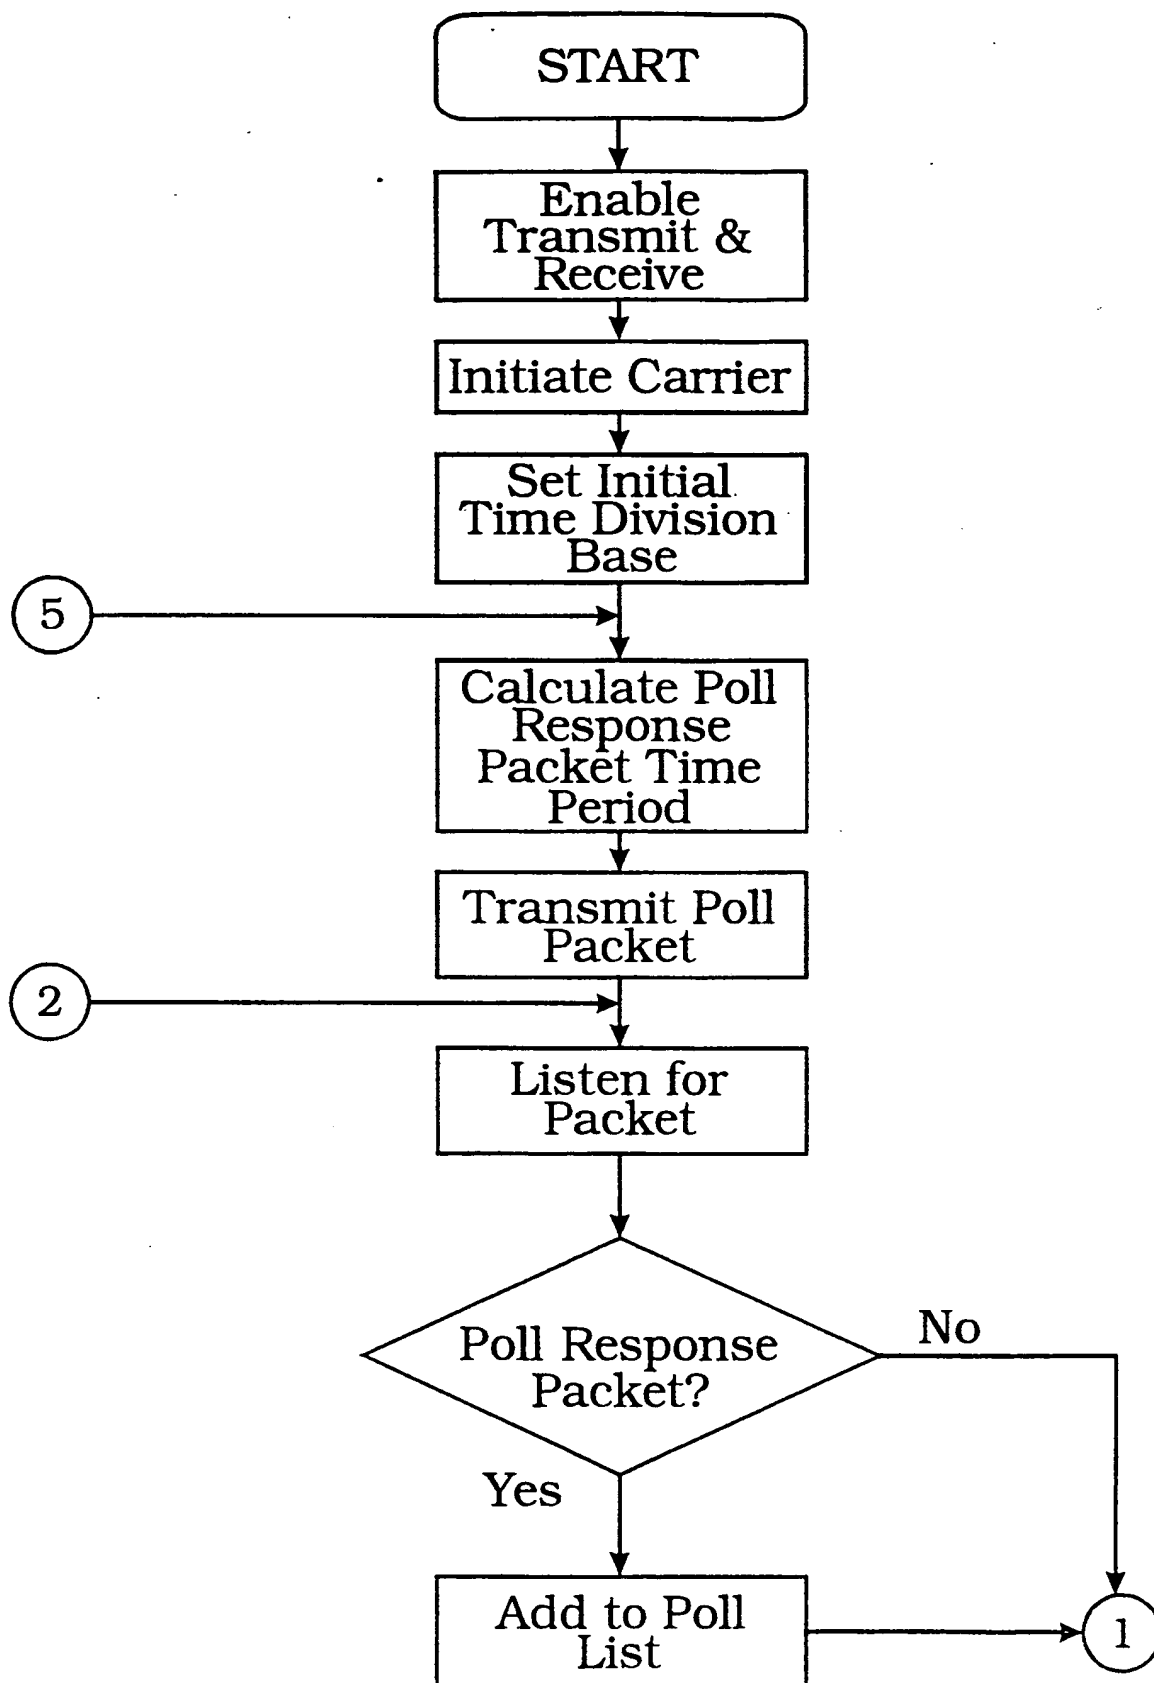 START
Enable
Transmit &
Receive
Initiate Carrier
Set Initial
Time Division
Base
5
Calculate Poll
Response
Packet Time
Period
Transmit Poll
Packet
2
Listen for
Packet
No
Poll Response
Packet?
Yes
Add to Poll
List
1